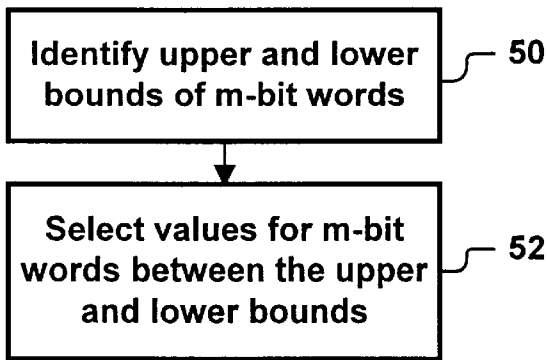 Identify upper and lower
bounds of m-bit words
50
Select values for m-bit
words between the upper
and lower bounds
52